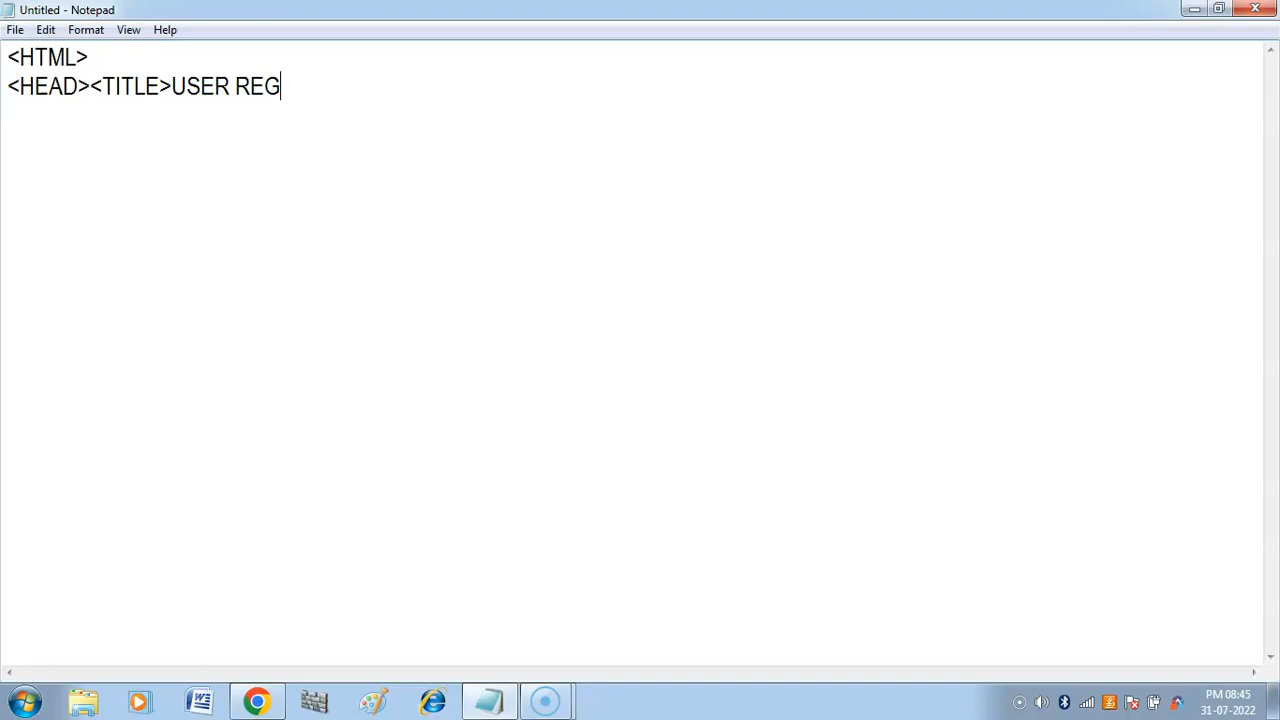 Untitled - Notepad
File Edit Format View Help
<HTML>
<HEAD><TITLE>USER REG
PM 08:45
31-07-2022